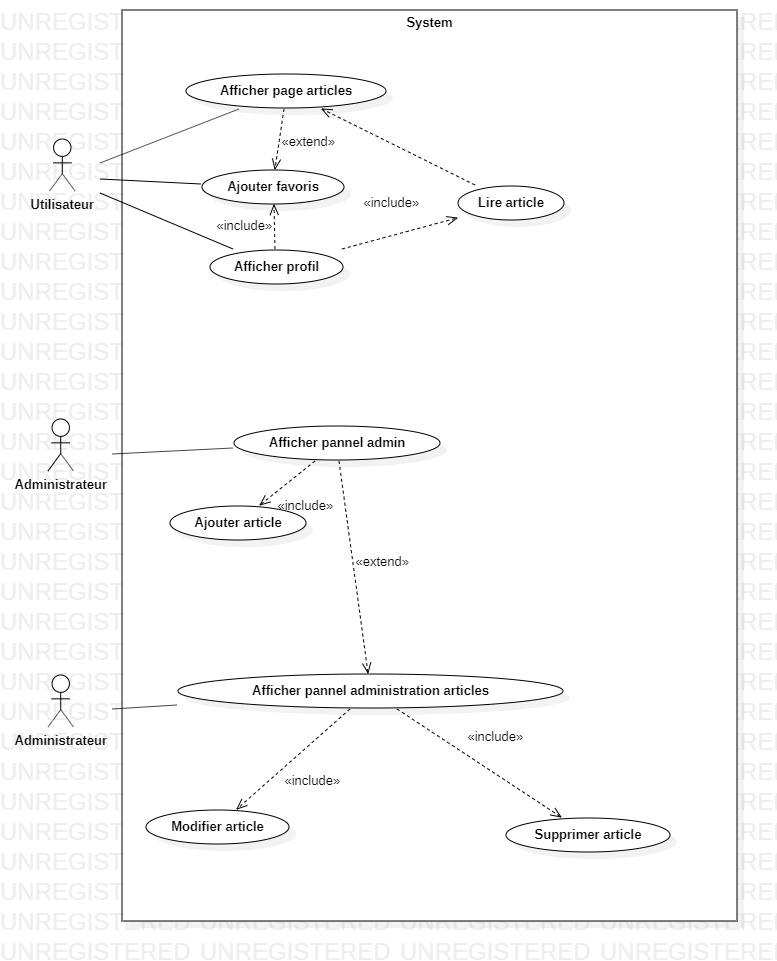 System
Afficher page articles
«extend»
Utilisateur
Ajouter favoris
«include»
Lire article
«include»
Afficher profil
Administrateur
Afficher pannel admin
«include»
Ajouter article
«extend»
Administrateur
Afficher pannel administration articles
«include»
«include»
Modifier article
Supprimer article
UNREGISTERED UNREGISTERED UNREGISTERED UNREGISTERED